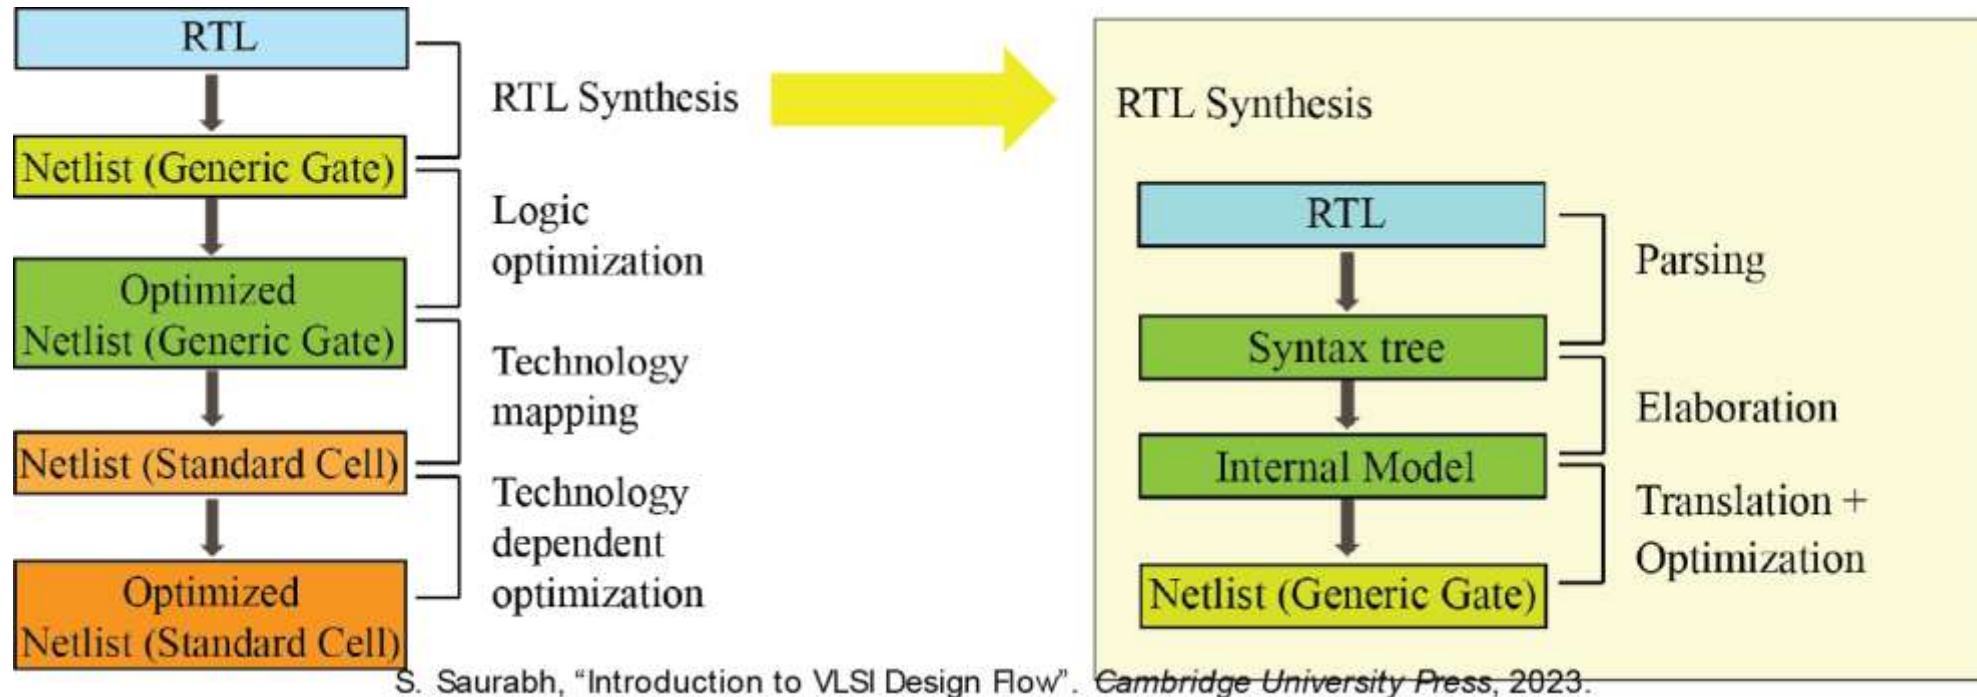 RTL
RTL Synthesis
Netlist (Generic Gate)
Logic
optimization
Optimized
Netlist (Generic Gate)
Technology
mapping
Netlist (Standard Cell)
Technology
dependent
optimization
Optimized
Netlist (Standard Cell)
RTL Synthesis
RTL
Parsing
Syntax tree
Elaboration
Internal Model
Translation +
Optimization
Netlist (Generic Gate)
S. Saurabh, “Introduction to VLSI Design Flow”. Cambridge University Press, 2023.